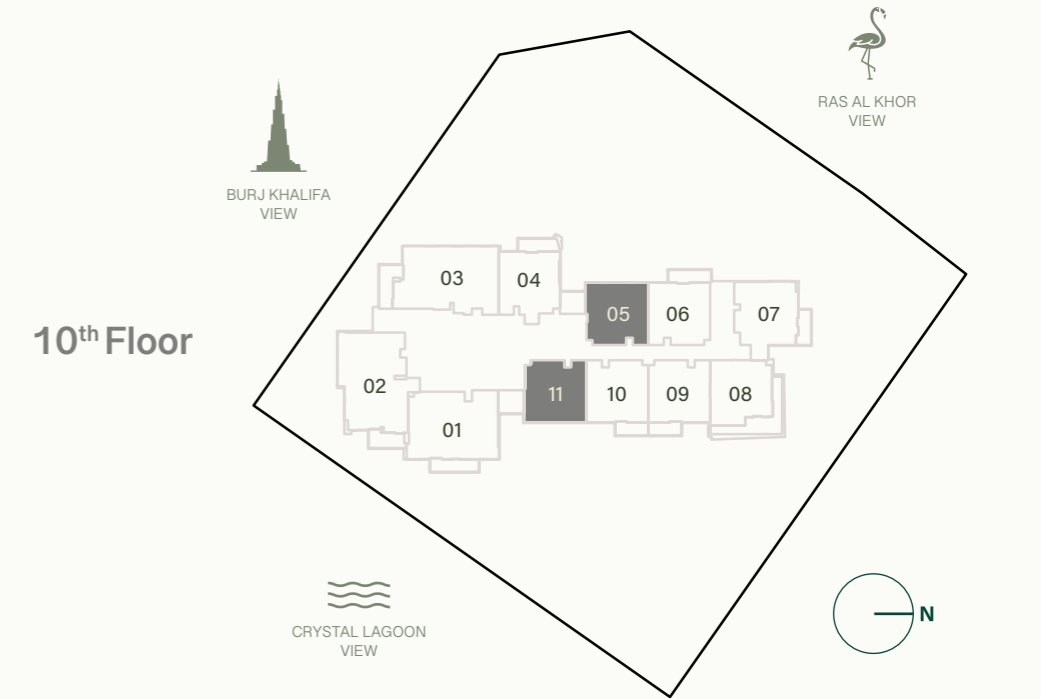 RAS AL KHOR
VIEW
BURJ KHALIFA
VIEW
10th Floor
03
04
05
06
07
02
11
10
09
08
01
CRYSTAL LAGOON
VIEW
N